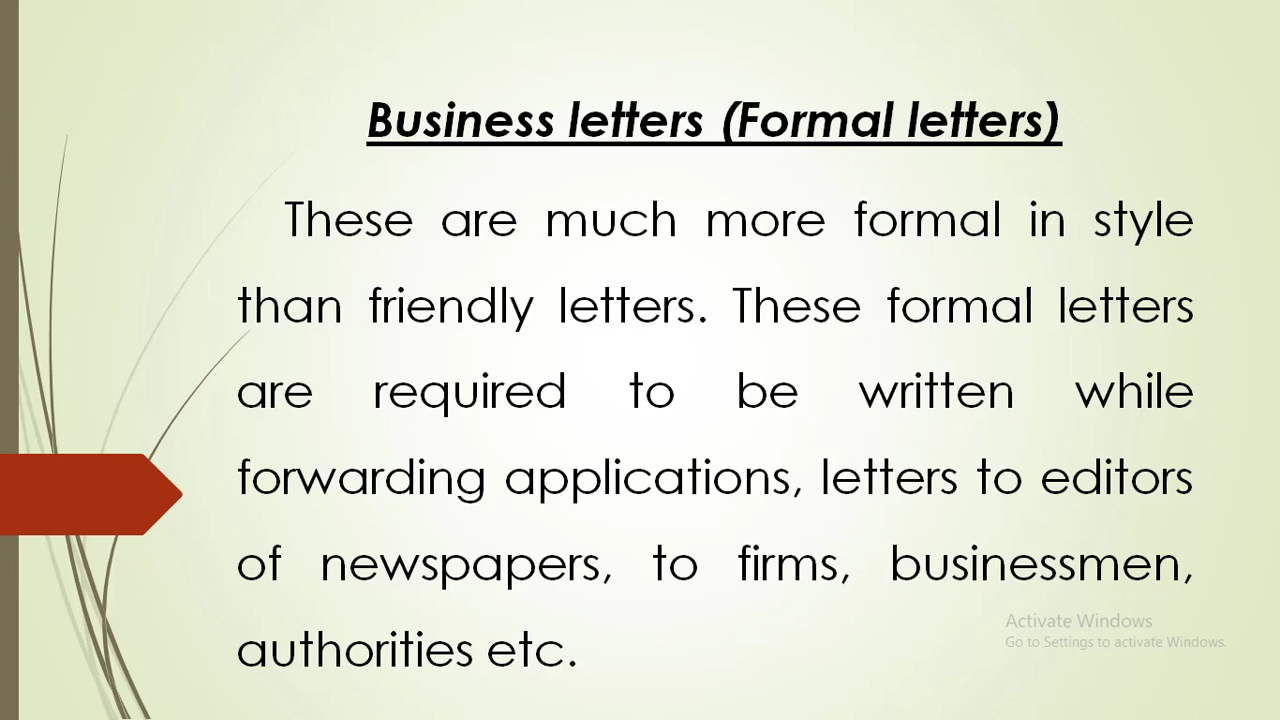 Business letters (Formal letters)
These are much more formal in style
than friendly letters. These formal letters
are required to be written while
forwarding applications, letters to editors
of newspapers, to firms, businessmen,
authorities etc.
Activate Windows
Go to Settings to activate Windows.